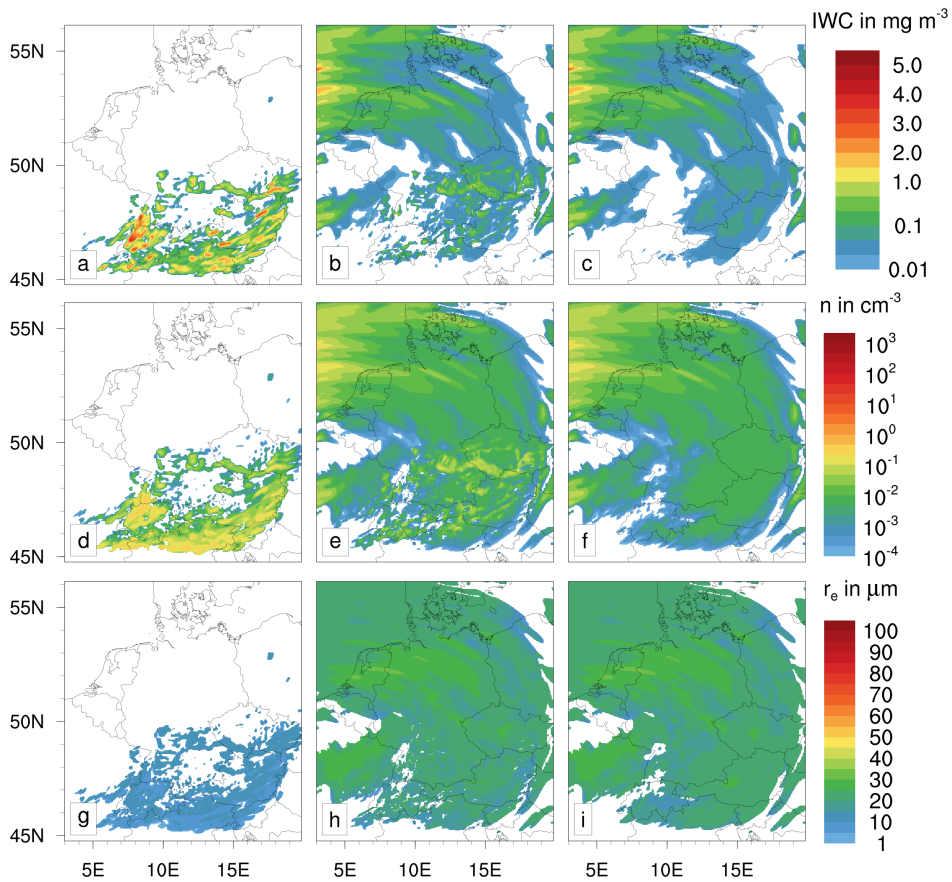 IWC in mg m-3
55N
50N
45N
a
b
c
5.0
4.0
3.0
2.0
1.0
0.1
0.01
n in cm-3
55N
50N
45N
d
e
f
10^3
10^2
10^1
10^0
10^-1
10^-2
10^-3
10^-4
r_e in μm
55N
50N
45N
g
h
i
100
90
80
70
60
50
40
30
20
10
1
5E 10E 15E 5E 10E 15E 5E 10E 15E